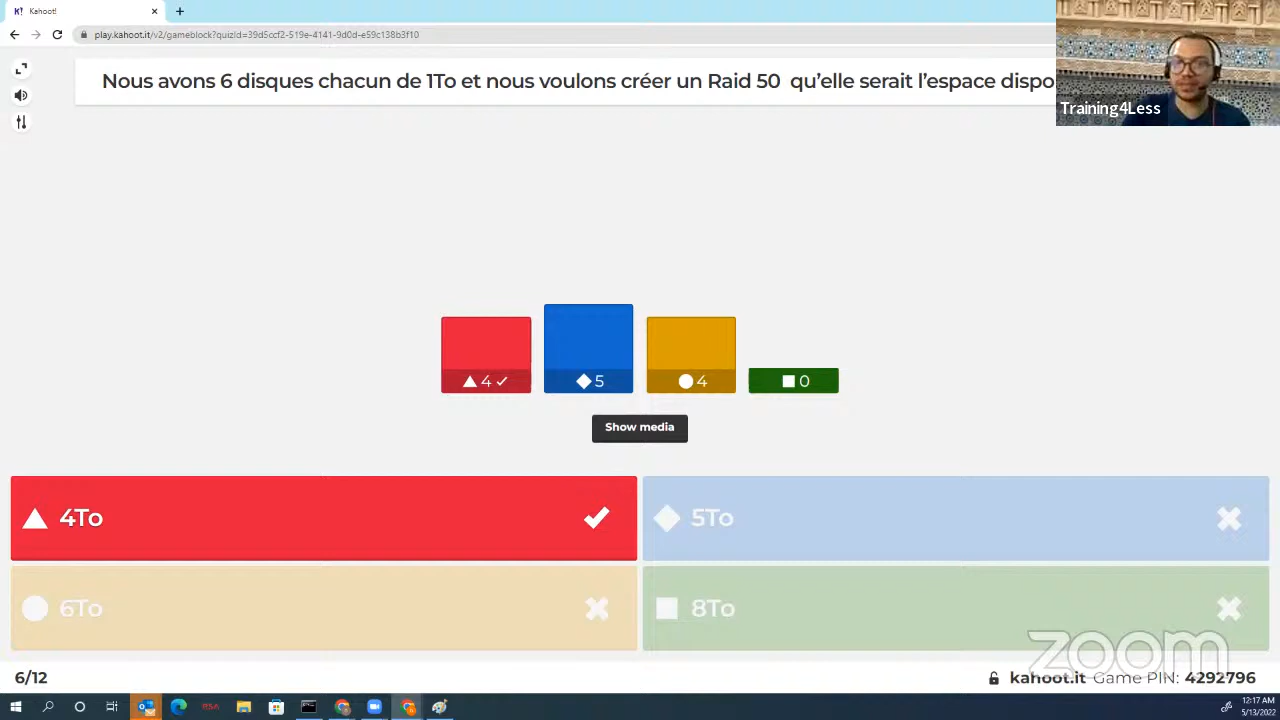 Kahoot!
play.kahoot.it/v2/gameblock?quizId=39d5ccf2-519e-4141-9d0d-e59c138b3f10
Nous avons 6 disques chacun de 1To et nous voulons créer un Raid 50 qu'elle serait l'espace dispo
Training4Less
4
5
4
0
Show media
4To
5To
6To
8To
zoom
6/12
kahoot.it Game PIN: 4292796
RSA
12:17 AM
5/13/2022